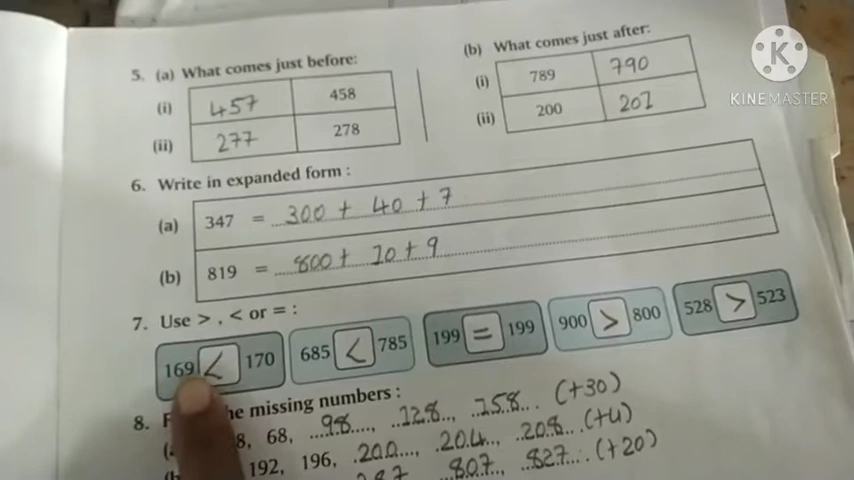 5. (a) What comes just before:
(i) 457 458
(ii) 277 278
(b) What comes just after:
(i) 789 790
(ii) 200 201
6. Write in expanded form :
(a) 347 = 300 + 40 + 7
(b) 819 = 800 + 10 + 9
7. Use > , < or = :
169 < 170 685 < 785 199 = 199 900 > 800 528 > 523
8. the missing numbers :
8, 68, 98, 128, 158 (+30)
192, 196, 200, 204, 208 (+4)
807, 827 (+20)
K
KINEMASTER